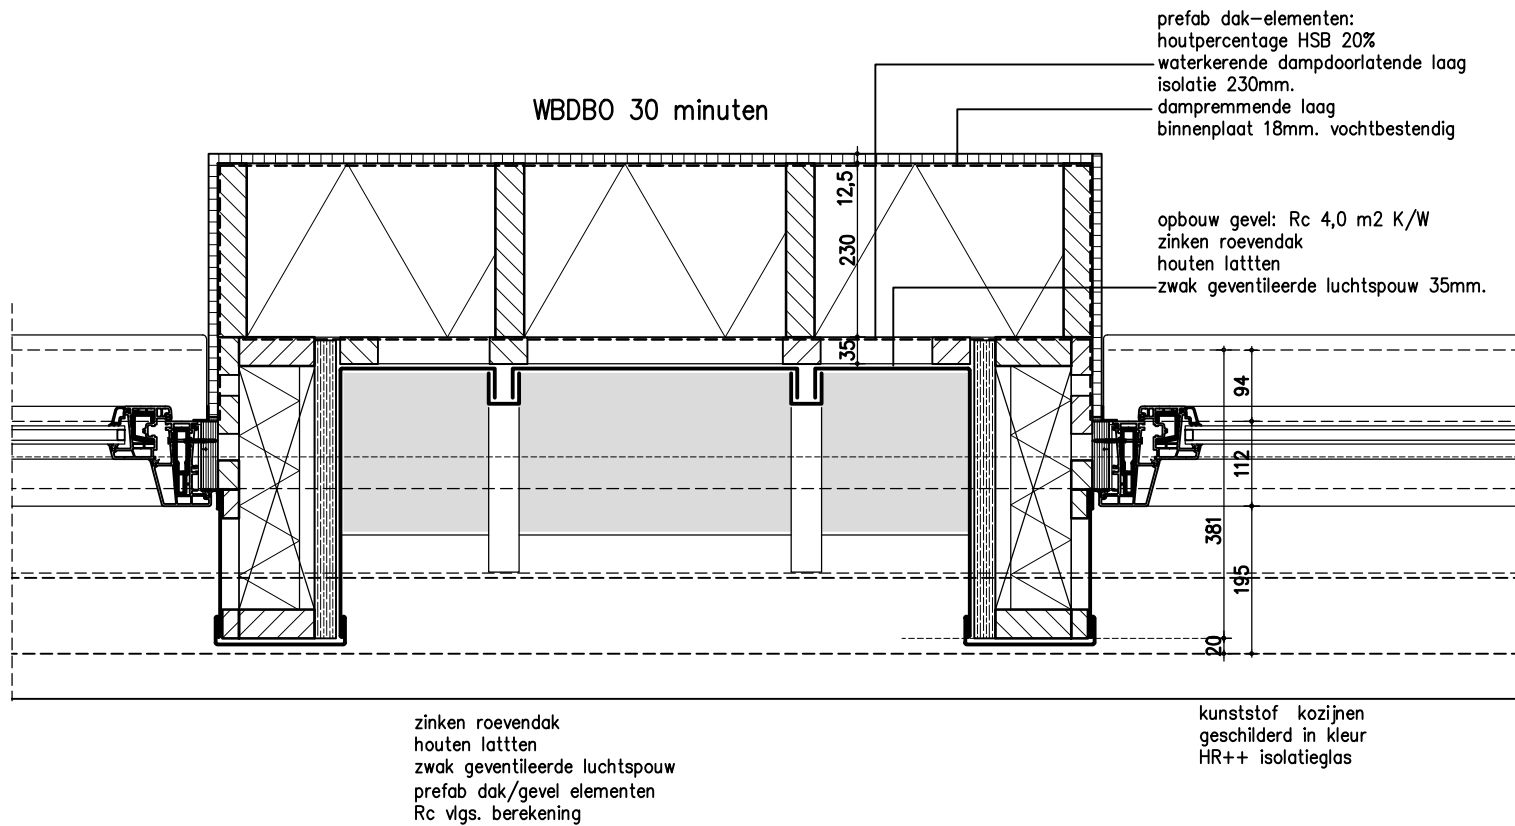 prefab dak-elementen:
houtpercentage HSB 20%
waterkerende dampdoorlatende laag
isolatie 230mm.
dampremmende laag
binnenplaat 18mm. vochtbestendig
WBDBO 30 minuten
12,5
230
35
opbouw gevel: Rc 4,0 m2 K/W
zinken roevendak
houten lattten
zwak geventileerde luchtspouw 35mm.
94
112
381
195
20
zinken roevendak
houten lattten
zwak geventileerde luchtspouw
prefab dak/gevel elementen
Rc vlgs. berekening
kunststof kozijnen
geschilderd in kleur
HR++ isolatieglas